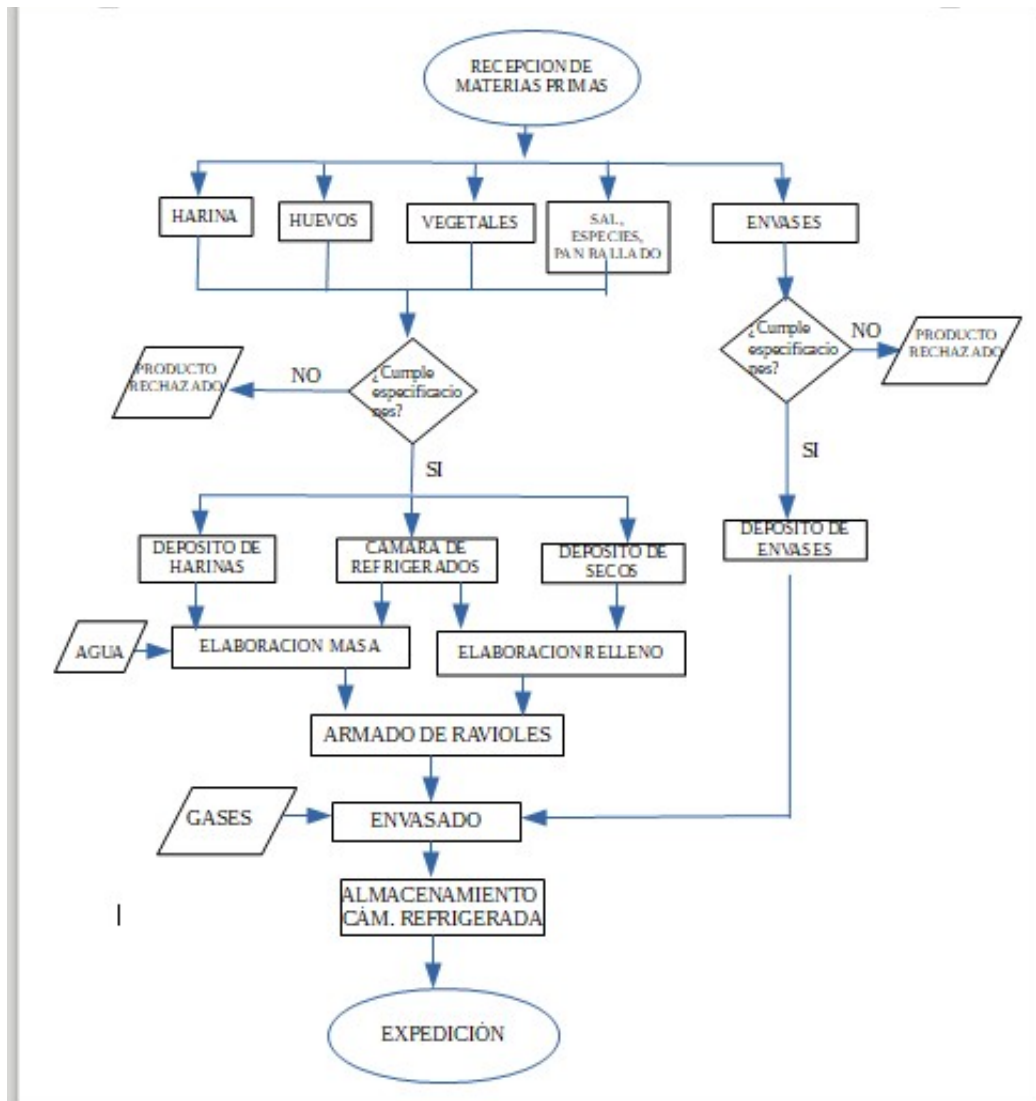 RECEPCION DE
MATERIAS PRIMAS
HARINA
HUEVOS
VEGETALES
SAL,
ESPECIES,
PAN RALLADO
ENVASES
¿Cumple
especificacio
nes?
NO
PRODUCTO
RECHAZADO
PRODUCTO
RECHAZADO
NO
¿Cumple
especificacio
nes?
SI
SI
DEPOSITO DE
HARINAS
CAMARA DE
REFRIGERADOS
DEPOSITO DE
SECOS
DEPOSITO DE
ENVASES
AGUA
ELABORACION MASA
ELABORACION RELLENO
ARMADO DE RAVIOLES
GASES
ENVASADO
ALMACENAMIENTO
CÁM. REFRIGERADA
EXPEDICIÓN